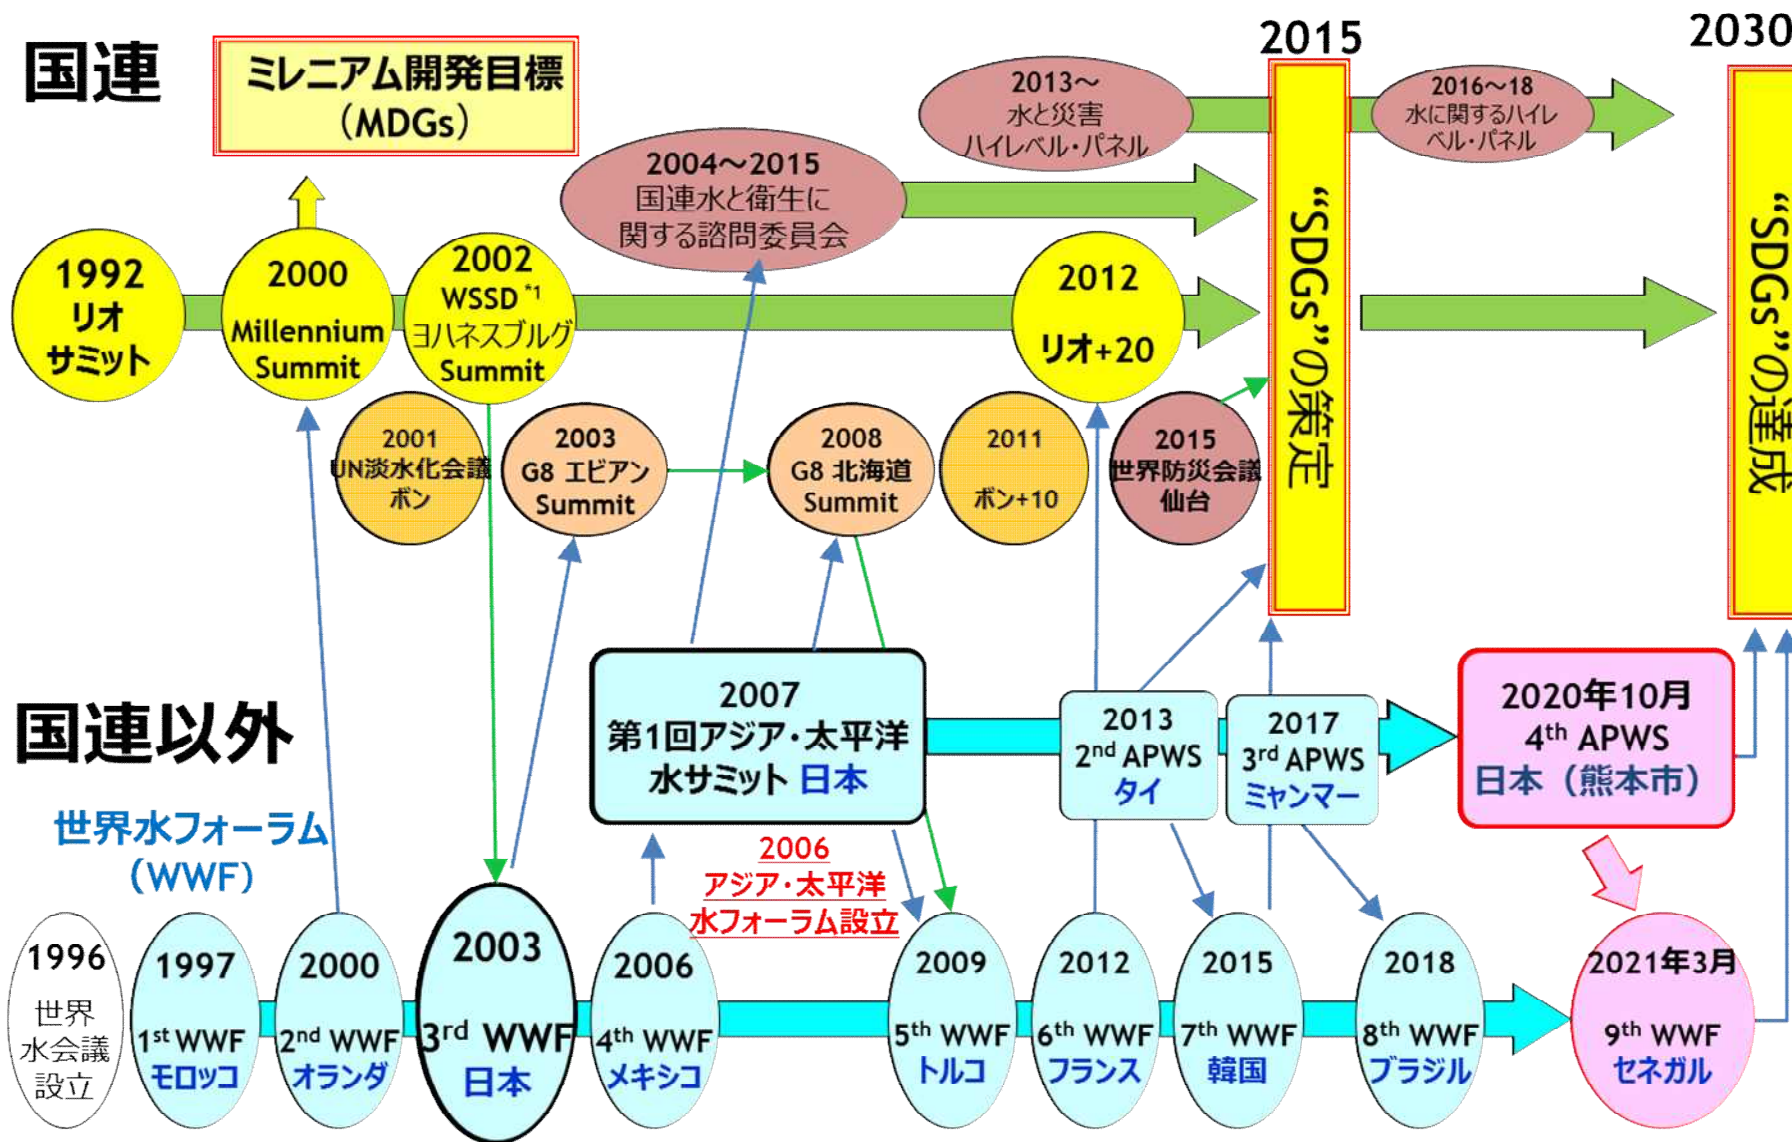 国連
ミレニアム開発目標
（MDGs）
2015
2030
2013～
水と災害
ハイレベル・パネル
2016～18
水に関するハイレ
ベル・パネル
2004～2015
国連水と衛生に
関する諮問委員会
1992
リオ
サミット
2000
Millennium
Summit
2002
WSSD *1
ヨハネスブルグ
Summit
2012
リオ+20
“SDGs”の策定
“SDGs”の達成
2001
UN淡水化会議
ボン
2003
G8 エビアン
Summit
2008
G8 北海道
Summit
2011
ボン+10
2015
世界防災会議
仙台
国連以外
2007
第1回アジア・太平洋
水サミット 日本
2013
2nd APWS
タイ
2017
3rd APWS
ミャンマー
2020年10月
4th APWS
日本（熊本市）
世界水フォーラム
（WWF）
2006
アジア・太平洋
水フォーラム設立
1996
世界
水会議
設立
1997
1st WWF
モロッコ
2000
2nd WWF
オランダ
2003
3rd WWF
日本
2006
4th WWF
メキシコ
2009
5th WWF
トルコ
2012
6th WWF
フランス
2015
7th WWF
韓国
2018
8th WWF
ブラジル
2021年3月
9th WWF
セネガル